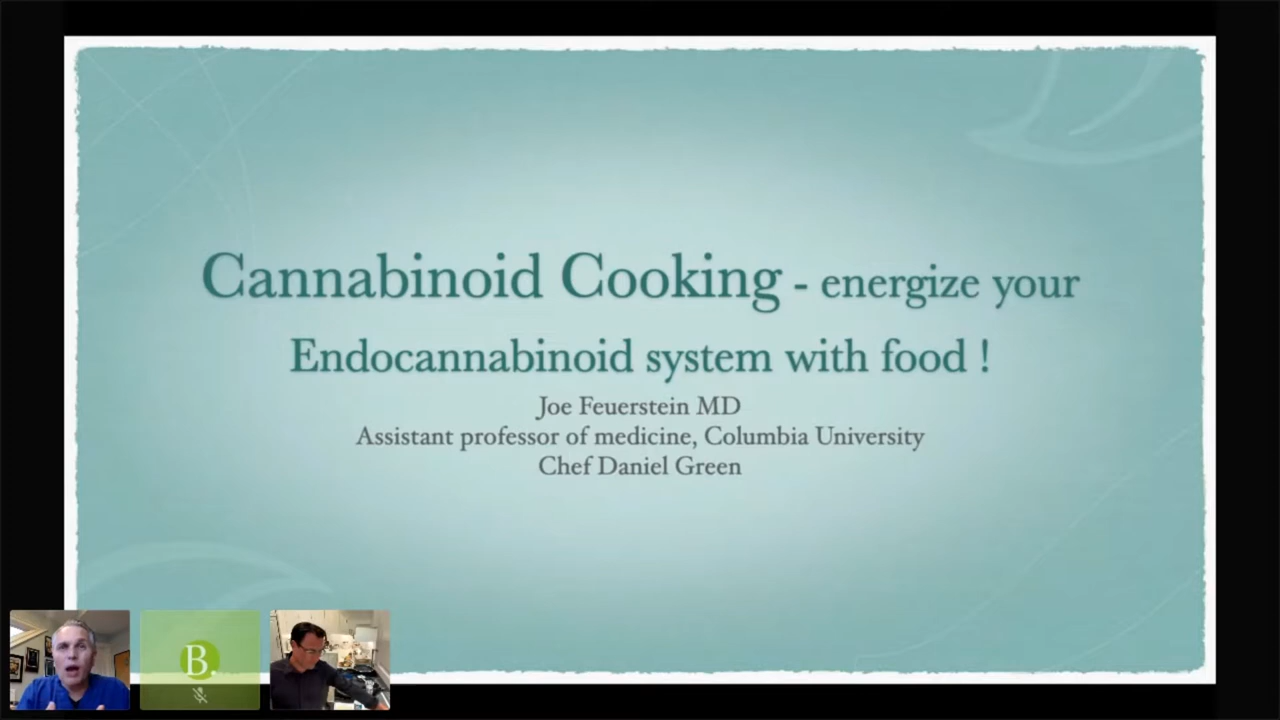 Cannabinoid Cooking - energize your
Endocannabinoid system with food !
Joe Feuerstein MD
Assistant professor of medicine, Columbia University
Chef Daniel Green
B.